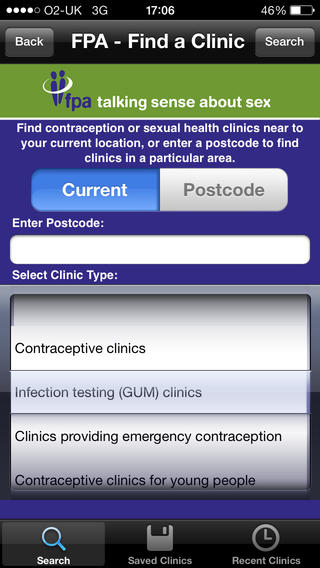 O2-UK 3G 17:06 46%
Back FPA - Find a Clinic Search
fpa talking sense about sex
Find contraception or sexual health clinics near to
your current location, or enter a postcode to find
clinics in a particular area.
Current Postcode
Enter Postcode:
Select Clinic Type:
Contraceptive clinics
Infection testing (GUM) clinics
Clinics providing emergency contraception
Contraceptive clinics for young people
Search Saved Clinics Recent Clinics